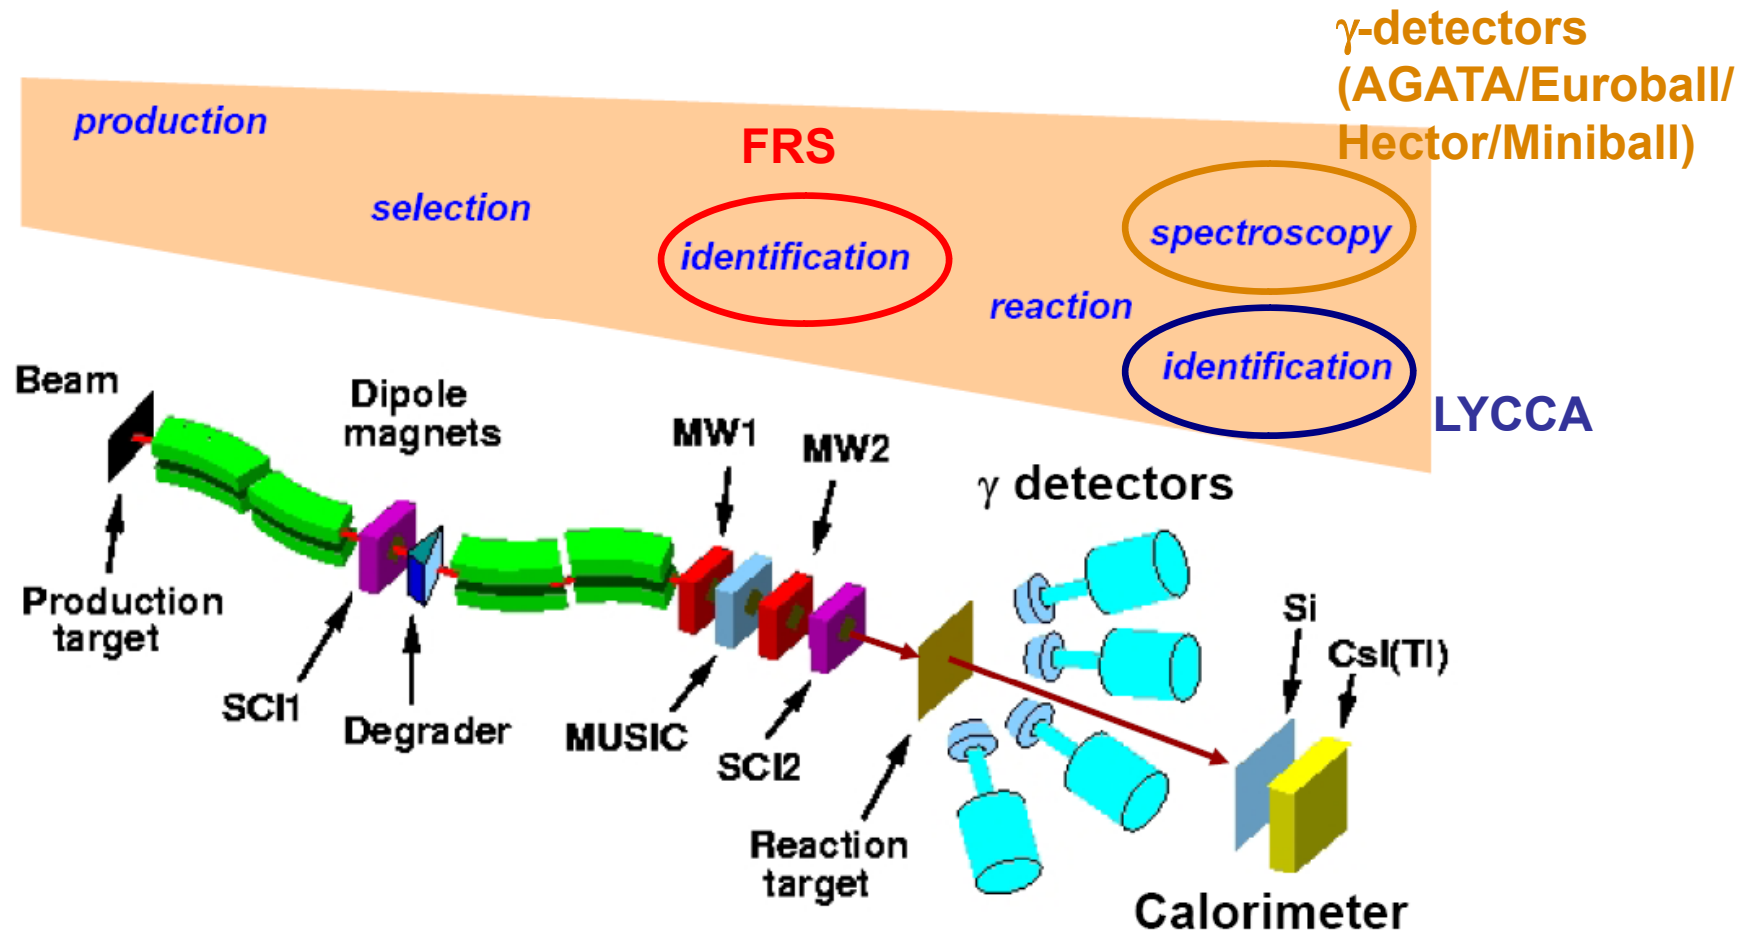 γ-detectors
(AGATA/Euroball/
Hector/Miniball)
production
FRS
selection
identification
spectroscopy
reaction
identification
LYCCA
Beam
Dipole
magnets
MW1
MW2
γ detectors
Production
target
SCI1
Degrader
MUSIC
SCI2
Reaction
target
Si
CsI(Tl)
Calorimeter